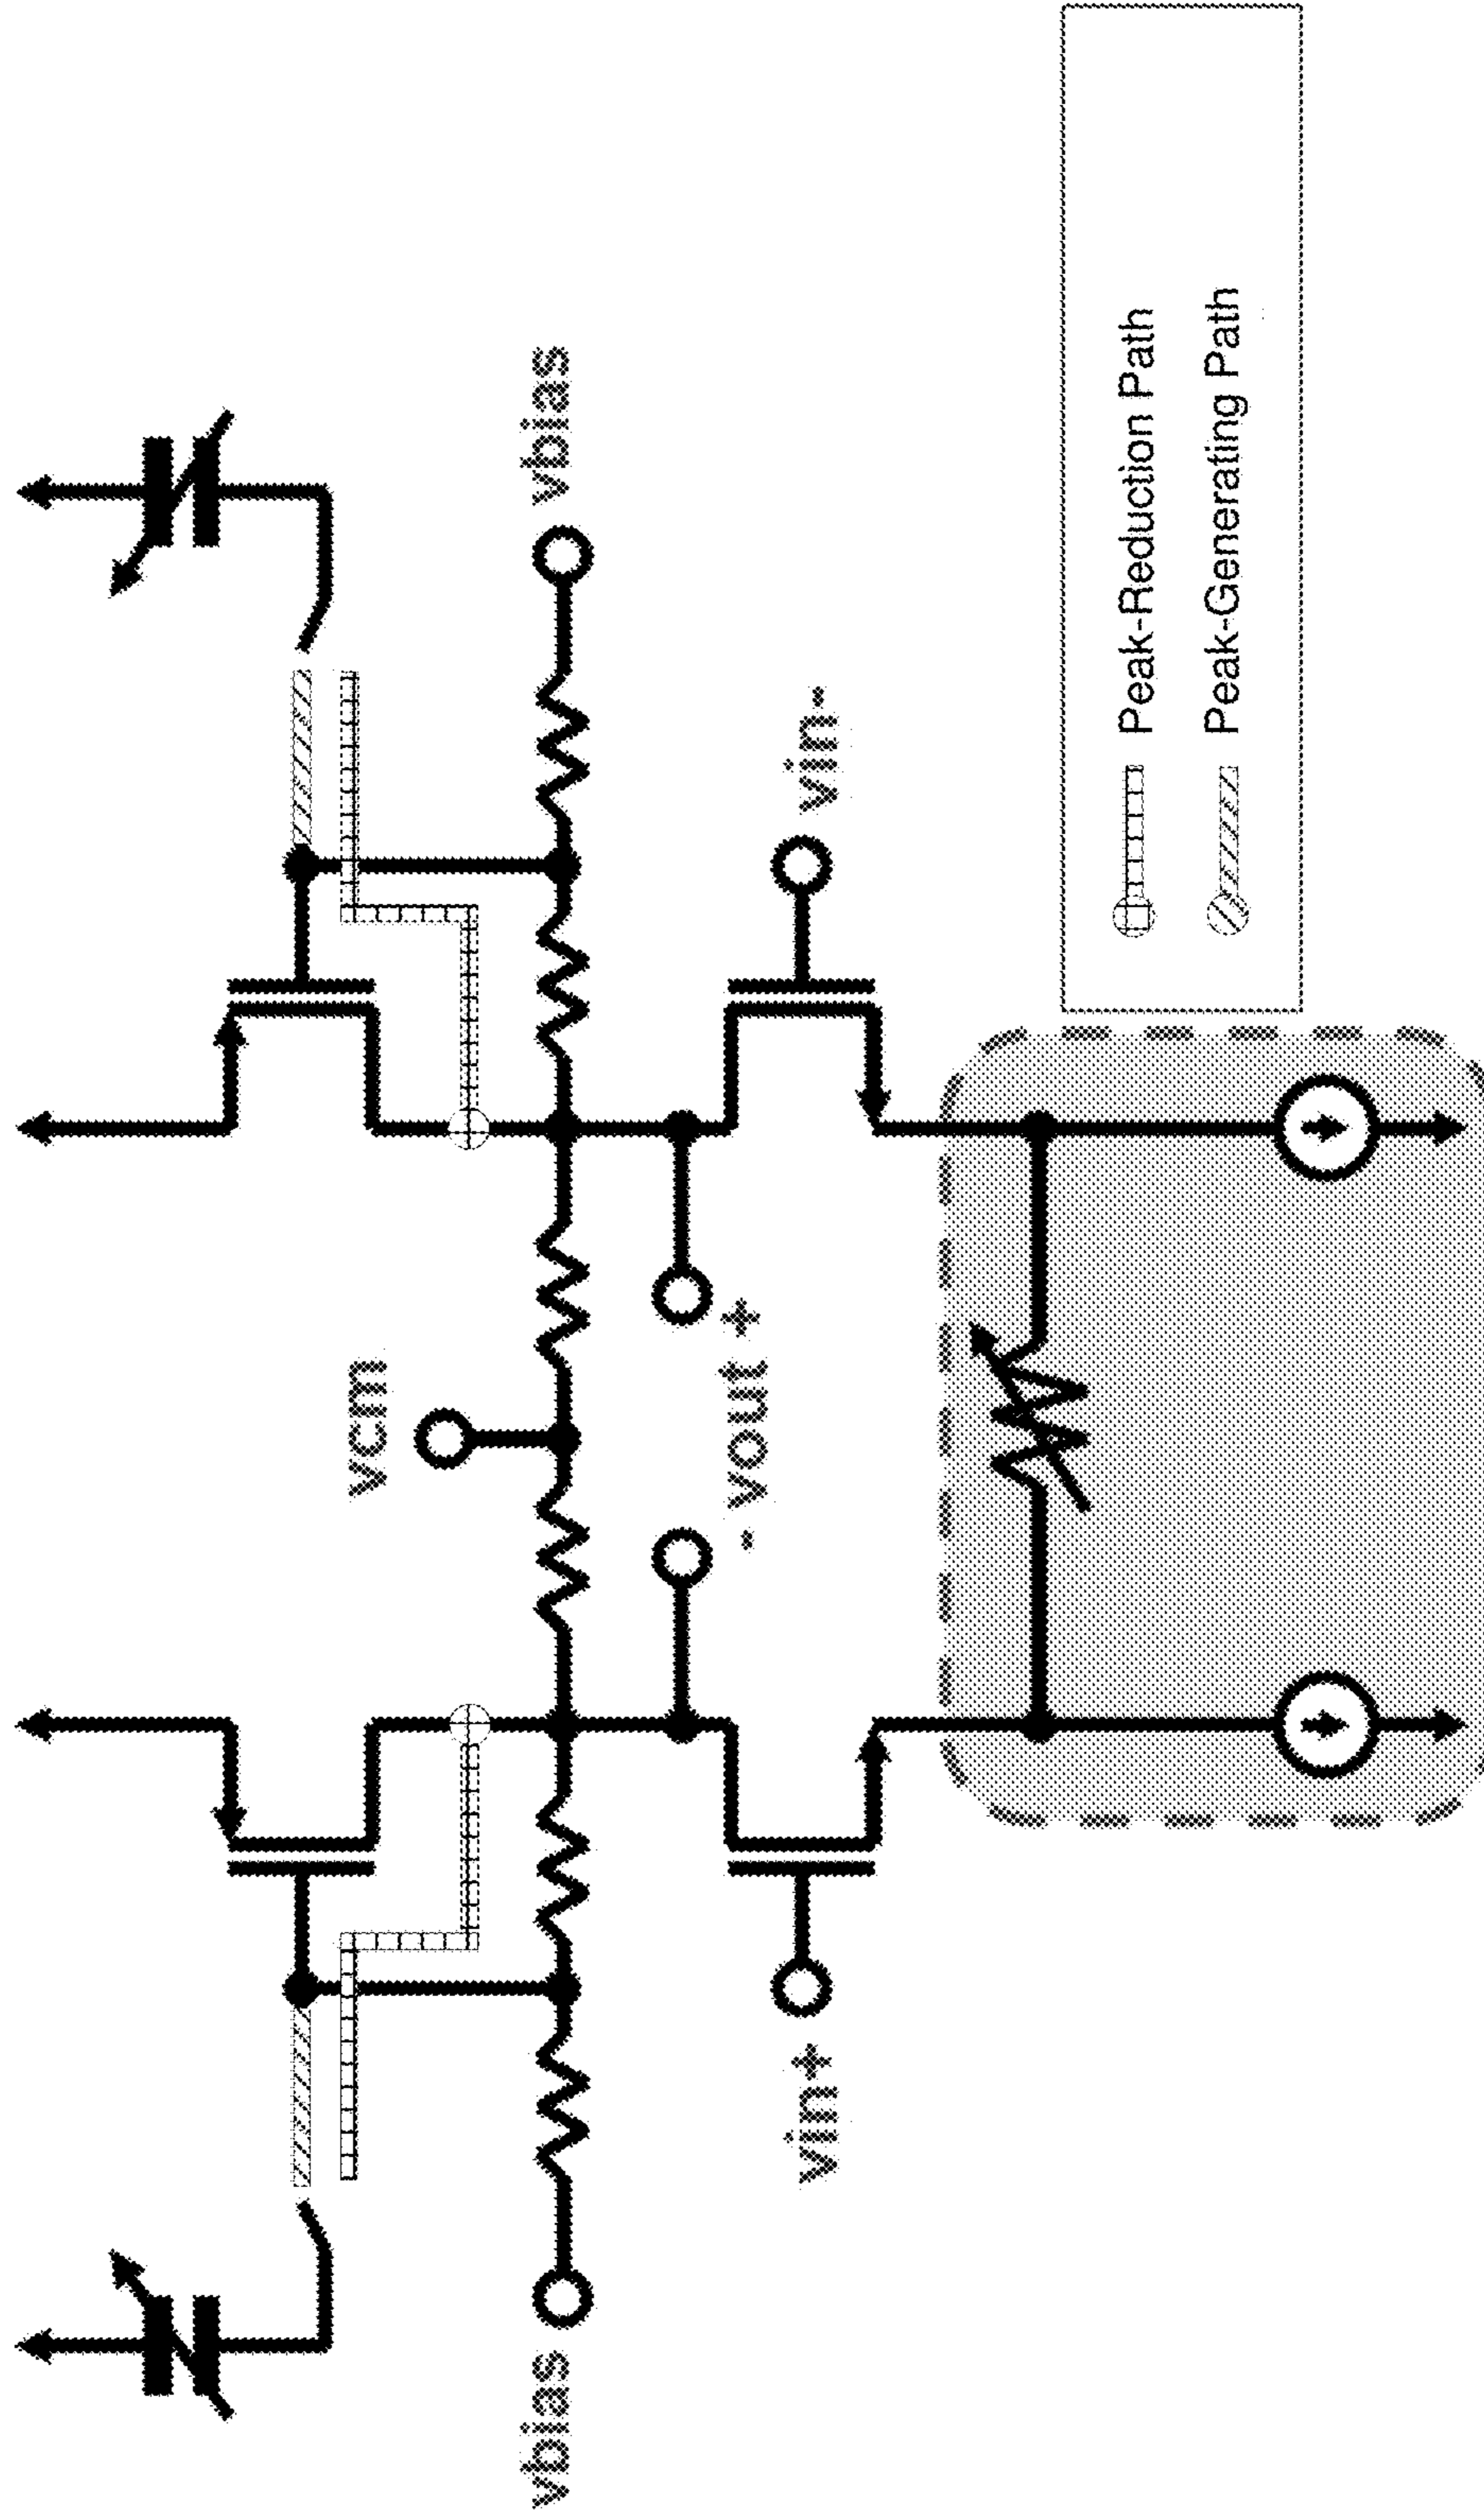 vcm
vbias
vbias
- vout +
vin+
vin-
Peak-Reduction Path
Peak-Generating Path